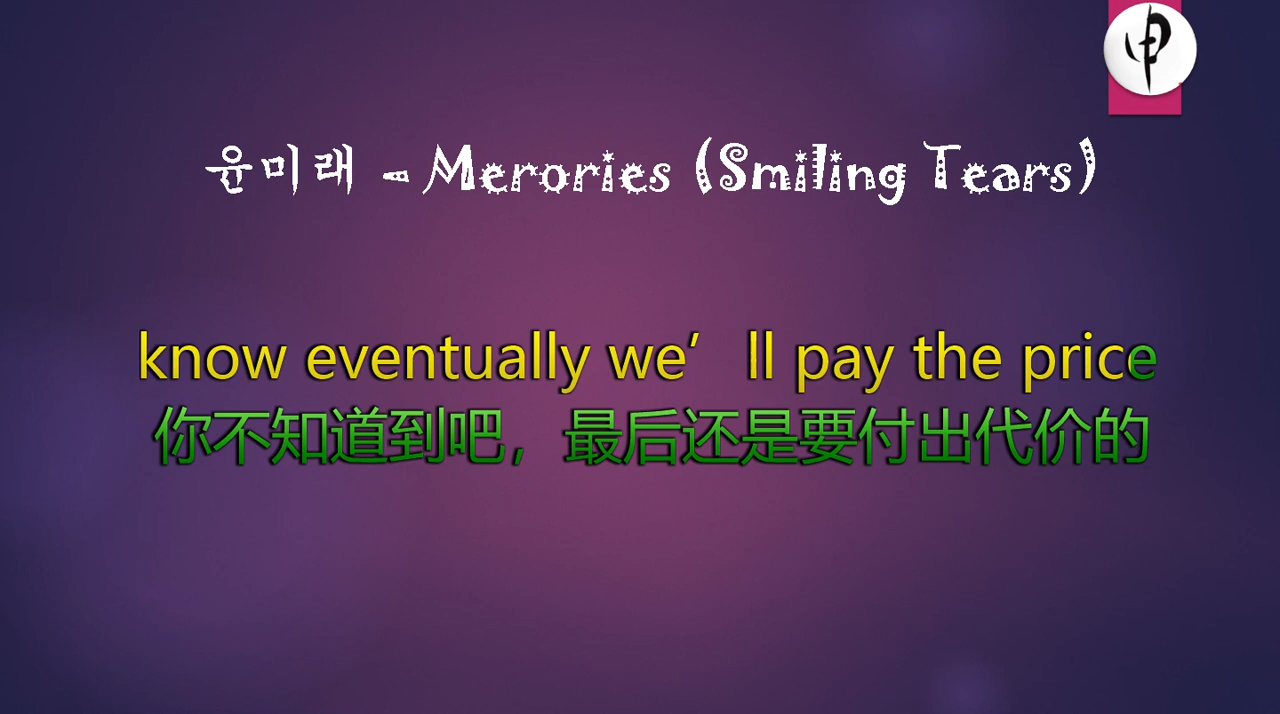 윤미래 - Merories (Smiling Tears)
know eventually we’ll pay the price
你不知道到吧，最后还是要付出代价的